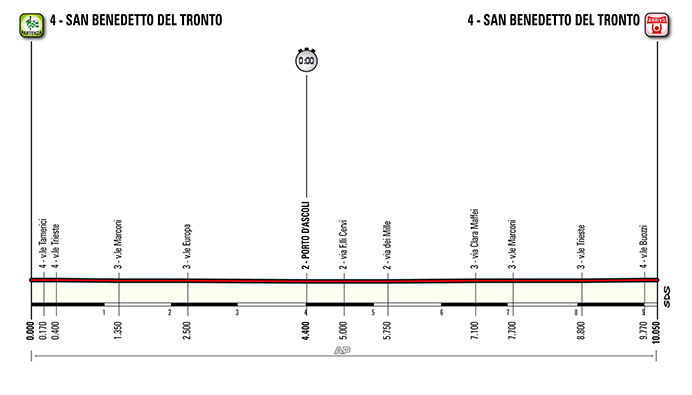 4 - SAN BENEDETTO DEL TRONTO
4 - SAN BENEDETTO DEL TRONTO
PARTENZA
ARRIVO
0:00
4 - v.le Tamerici
4 - v.le Trieste
3 - v.le Marconi
3 - v.le Europa
2 - PORTO D'ASCOLI
2 - via F.lli Cervi
2 - via dei Mille
3 - via Clara Maffei
3 - v.le Marconi
3 - v.le Trieste
4 - v.le Buozzi
1 2 3 4 5 6 7 8 9
SDS
0.000
0.170
0.400
1.350
2.500
4.400
5.000
5.750
7.100
7.700
8.800
9.770
10.050
AP